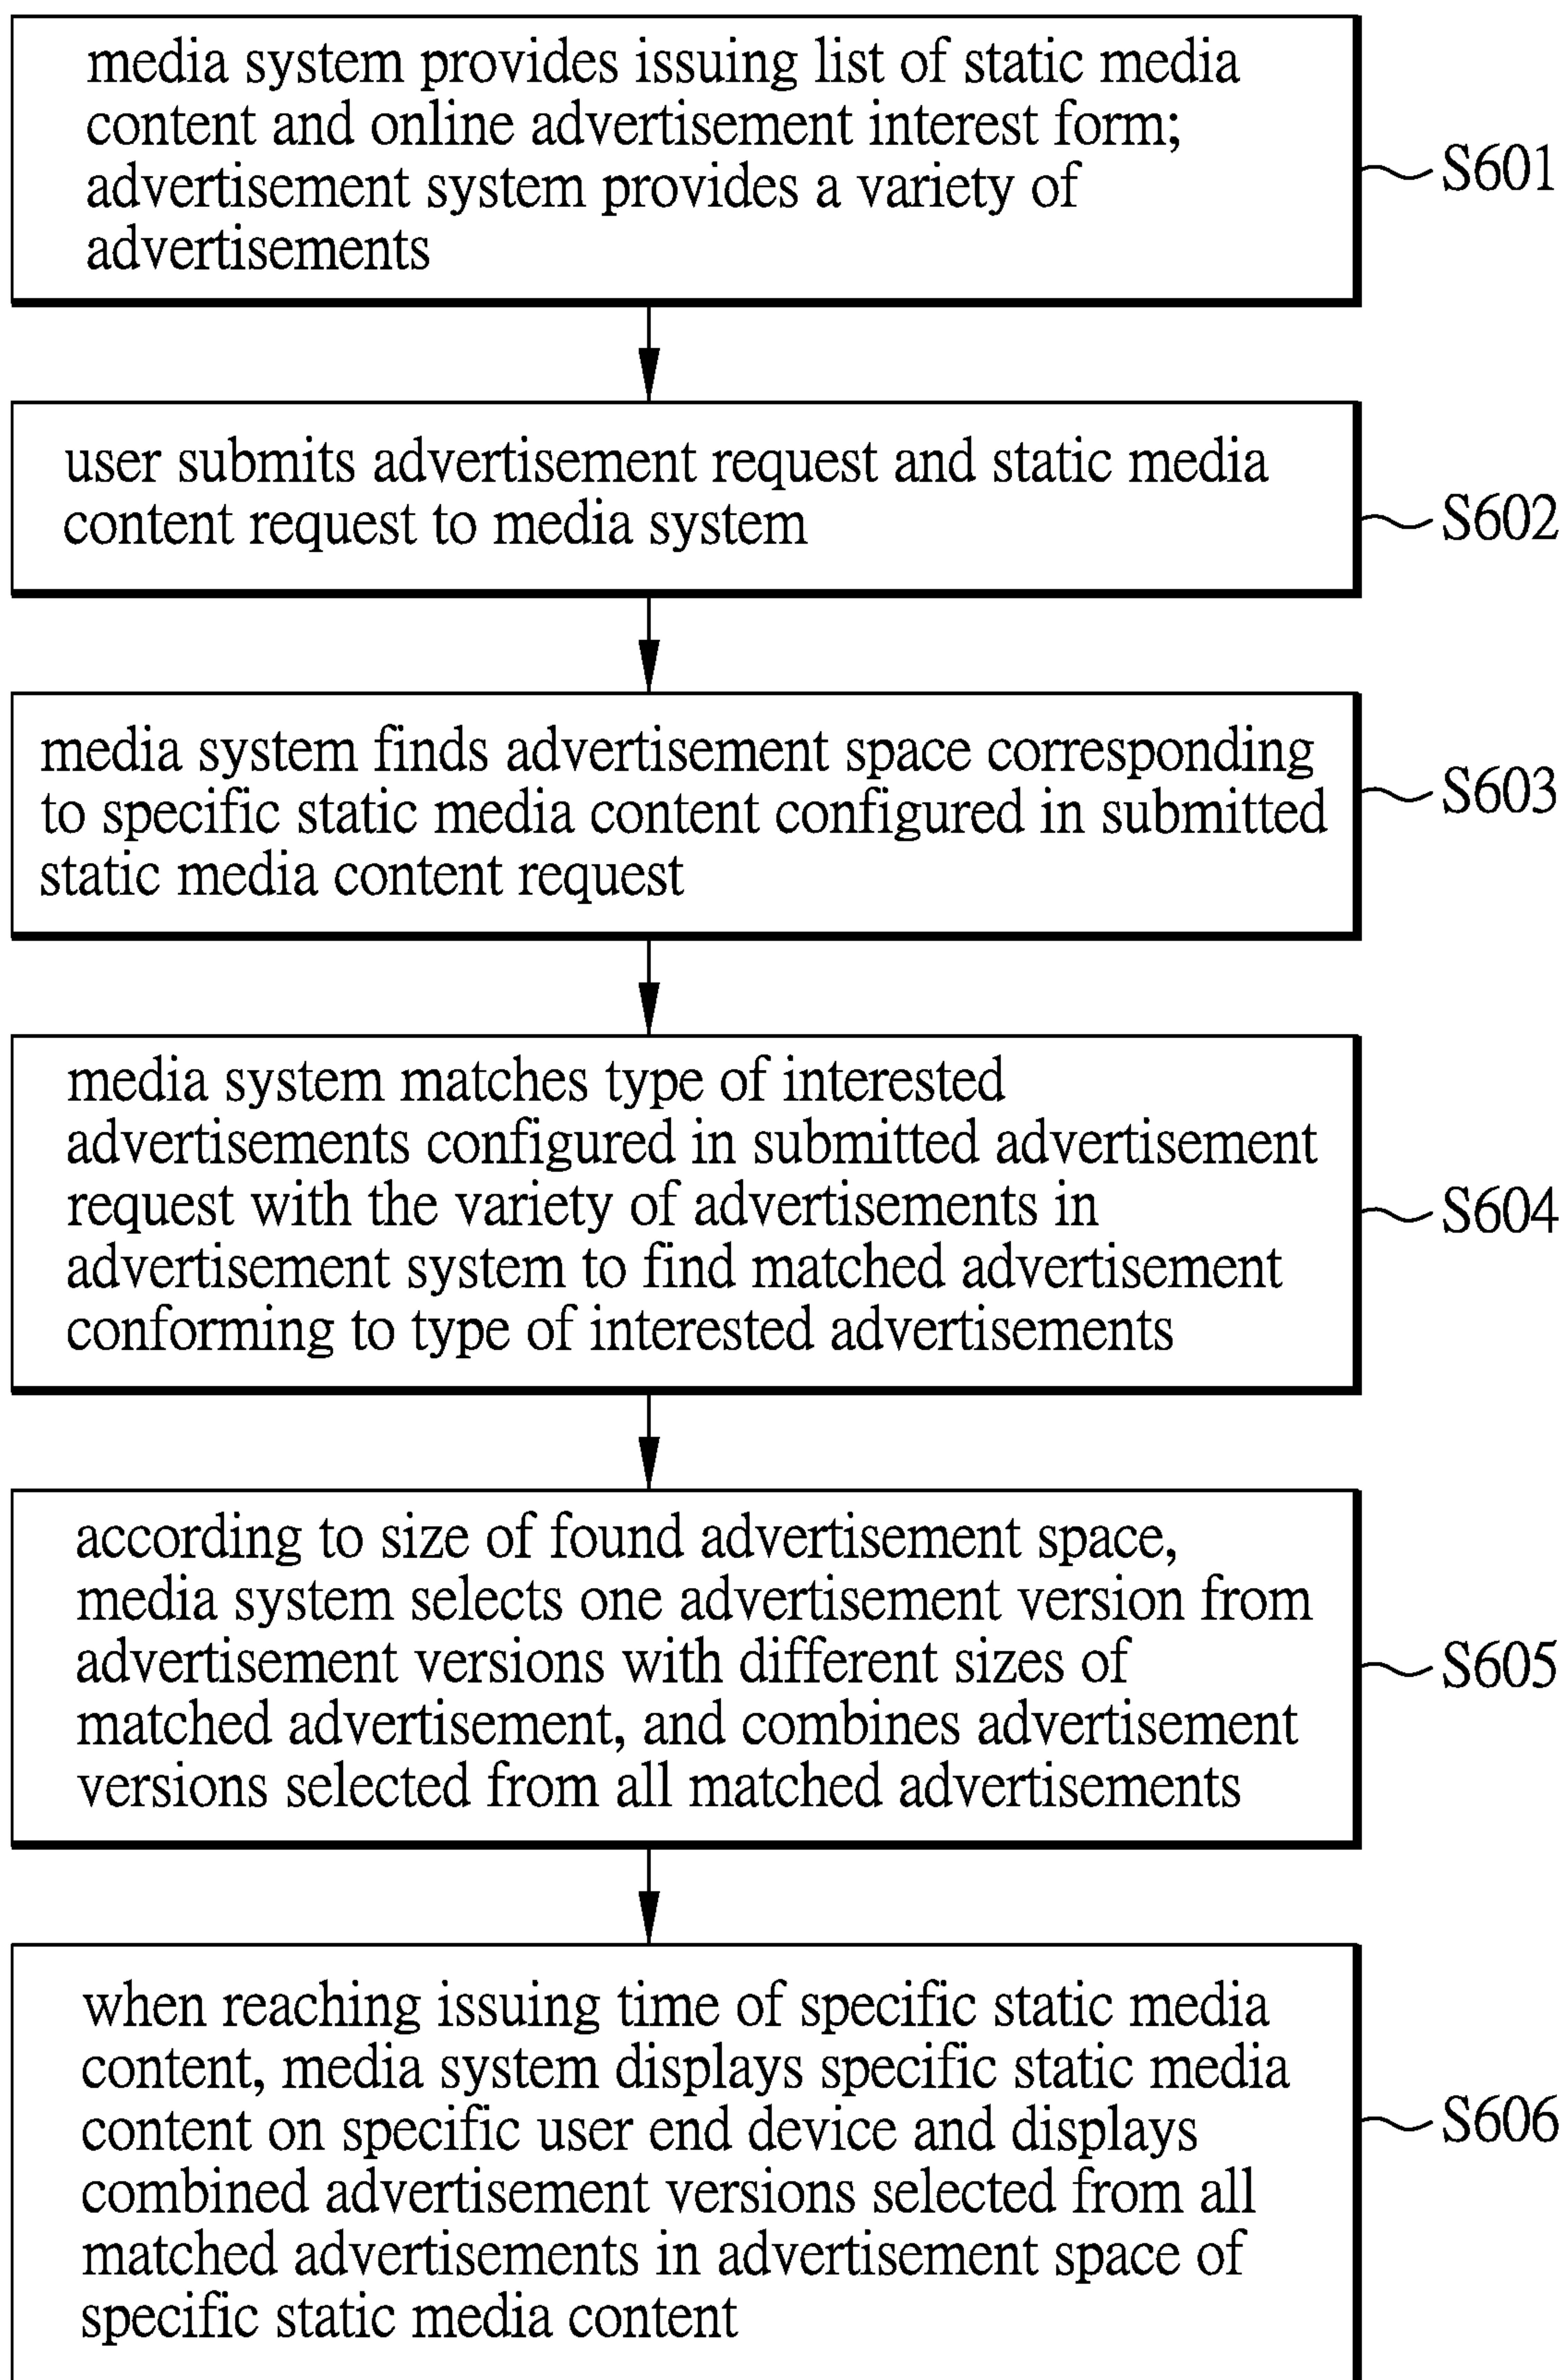 media system provides issuing list of static media
content and online advertisement interest form;
advertisement system provides a variety of
advertisements
S601
user submits advertisement request and static media
content request to media system
S602
media system finds advertisement space corresponding
to specific static media content configured in submitted
static media content request
S603
media system matches type of interested
advertisements configured in submitted advertisement
request with the variety of advertisements in
advertisement system to find matched advertisement
conforming to type of interested advertisements
S604
according to size of found advertisement space,
media system selects one advertisement version from
advertisement versions with different sizes of
matched advertisement, and combines advertisement
versions selected from all matched advertisements
S605
when reaching issuing time of specific static media
content, media system displays specific static media
content on specific user end device and displays
combined advertisement versions selected from all
matched advertisements in advertisement space of
specific static media content
S606